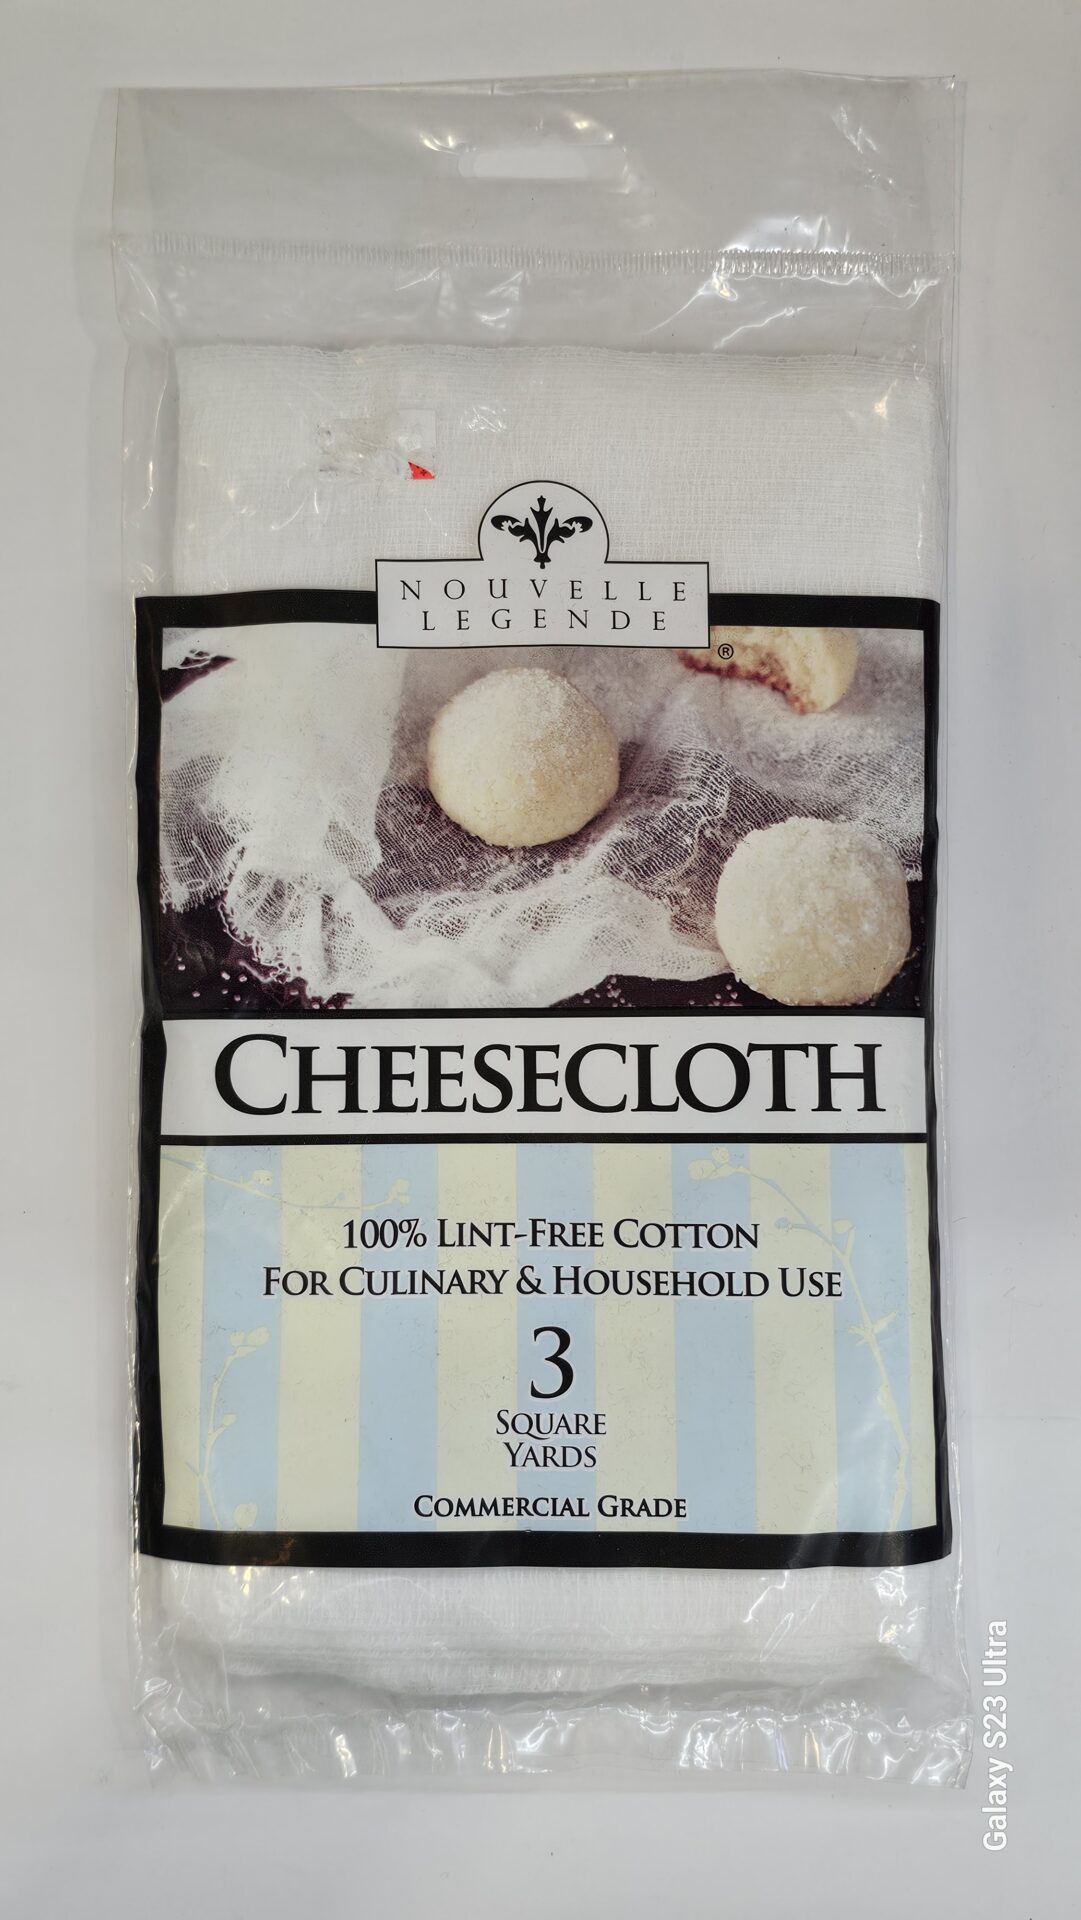 NOUVELLE
LEGENDE
®
CHEESECLOTH
100% LINT-FREE COTTON
FOR CULINARY & HOUSEHOLD USE
3
SQUARE
YARDS
COMMERCIAL GRADE
Galaxy S23 Ultra